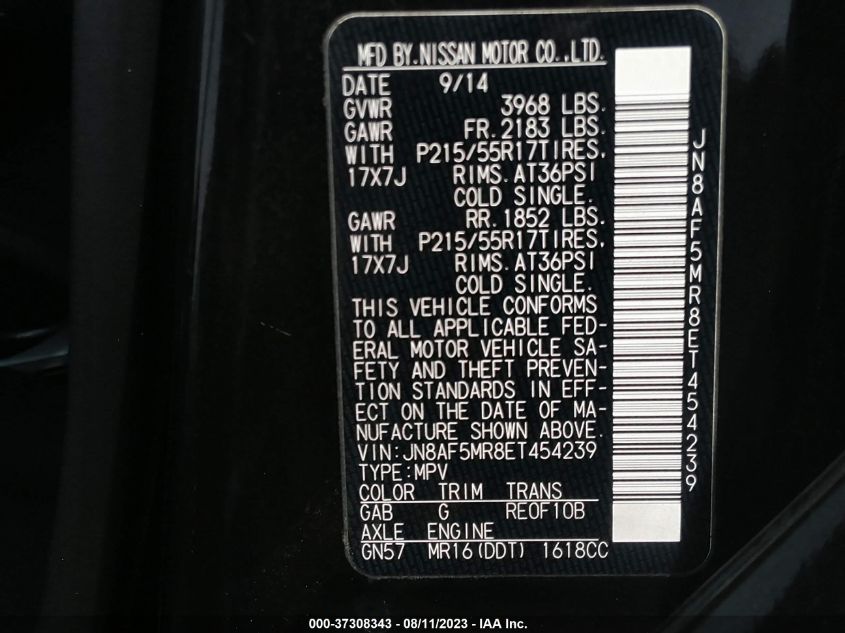 MFD BY.NISSAN MOTOR CO.,LTD.
DATE 9/14
GVWR 3968 LBS.
GAWR FR.2183 LBS.
WITH P215/55R17TIRES,
17X7J RIMS.AT36PSI
COLD SINGLE.
GAWR RR.1852 LBS.
WITH P215/55R17TIRES,
17X7J RIMS.AT36PSI
COLD SINGLE.
THIS VEHICLE CONFORMS
TO ALL APPLICABLE FED-
ERAL MOTOR VEHICLE SA-
FETY AND THEFT PREVEN-
TION STANDARDS IN EFF-
ECT ON THE DATE OF MA-
NUFACTURE SHOWN ABOVE.
VIN:JN8AF5MR8ET454239
TYPE:MPV
COLOR TRIM TRANS
GAB G RE0F10B
AXLE ENGINE
GN57 MR16(DDT) 1618CC
JN8AF5MR8ET454239
000-37308343 - 08/11/2023 - IAA Inc.